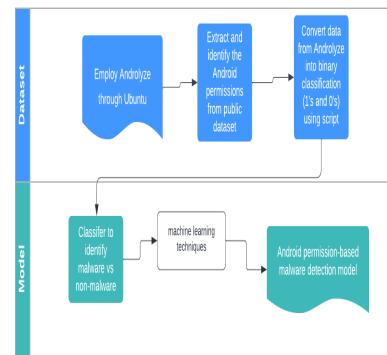 Dataset
Employ Androlyze
through Ubuntu
Extract and
identify the
Android
permissions
from public
dataset
Convert data
from Androlyze
into binary
classification
(1's and 0's)
using script
Model
Classifer to
identify
malware vs
non-malware
machine learning
techniques
Android permission-based
malware detection model